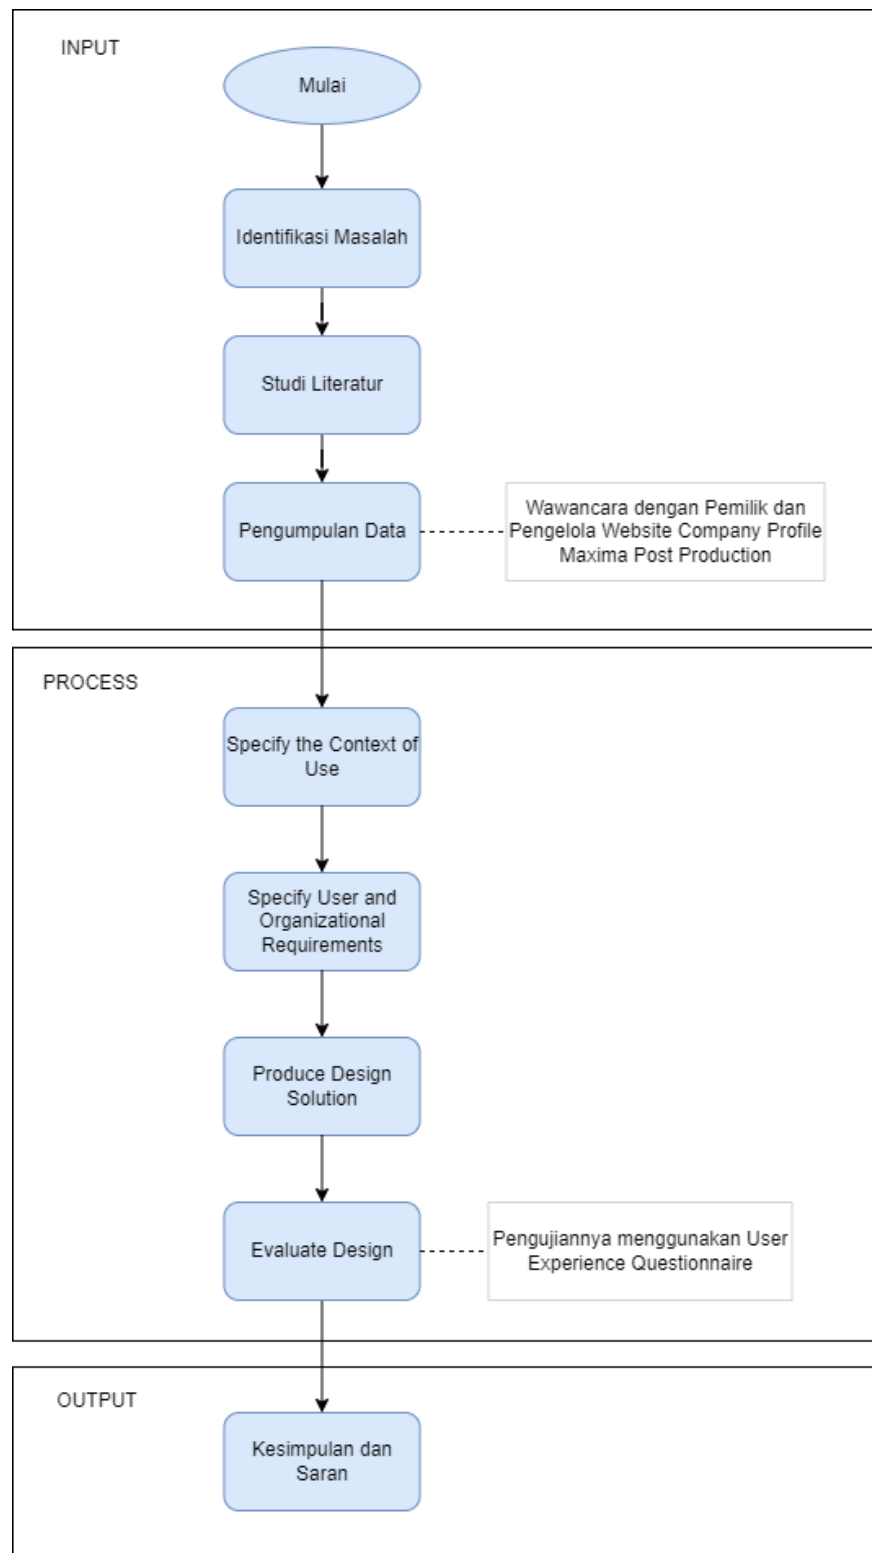 INPUT
Mulai
Identifikasi Masalah
Studi Literatur
Pengumpulan Data
Wawancara dengan Pemilik dan
Pengelola Website Company Profile
Maxima Post Production
PROCESS
Specify the Context of
Use
Specify User and
Organizational
Requirements
Produce Design
Solution
Evaluate Design
Pengujiannya menggunakan User
Experience Questionnaire
OUTPUT
Kesimpulan dan
Saran